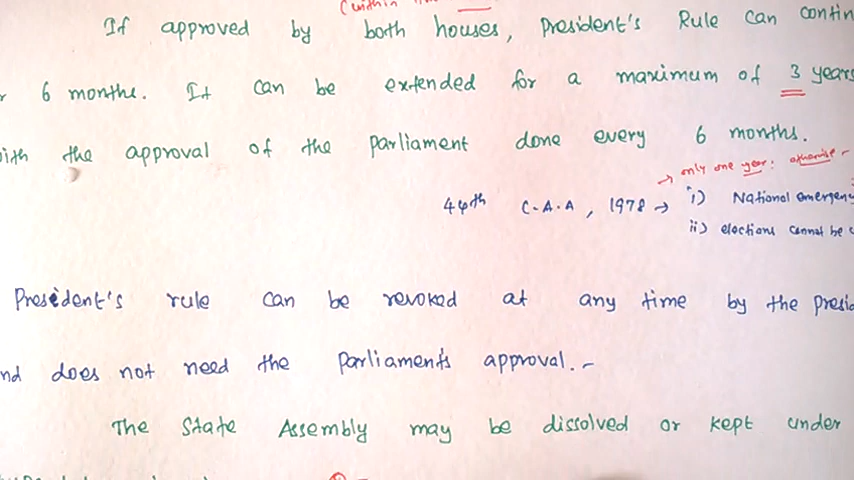 (within
If approved by both houses, President's Rule can contin
r 6 months. It can be extended for a maximum of 3 years
with the approval of the parliament done every 6 months.
→ only one year: otherwise -
44th C.A.A, 1978 → i) National emergency
ii) elections cannot be c
President's rule can be revoked at any time by the presid
nd does not need the parliament's approval. -
The State Assembly may be dissolved or kept under